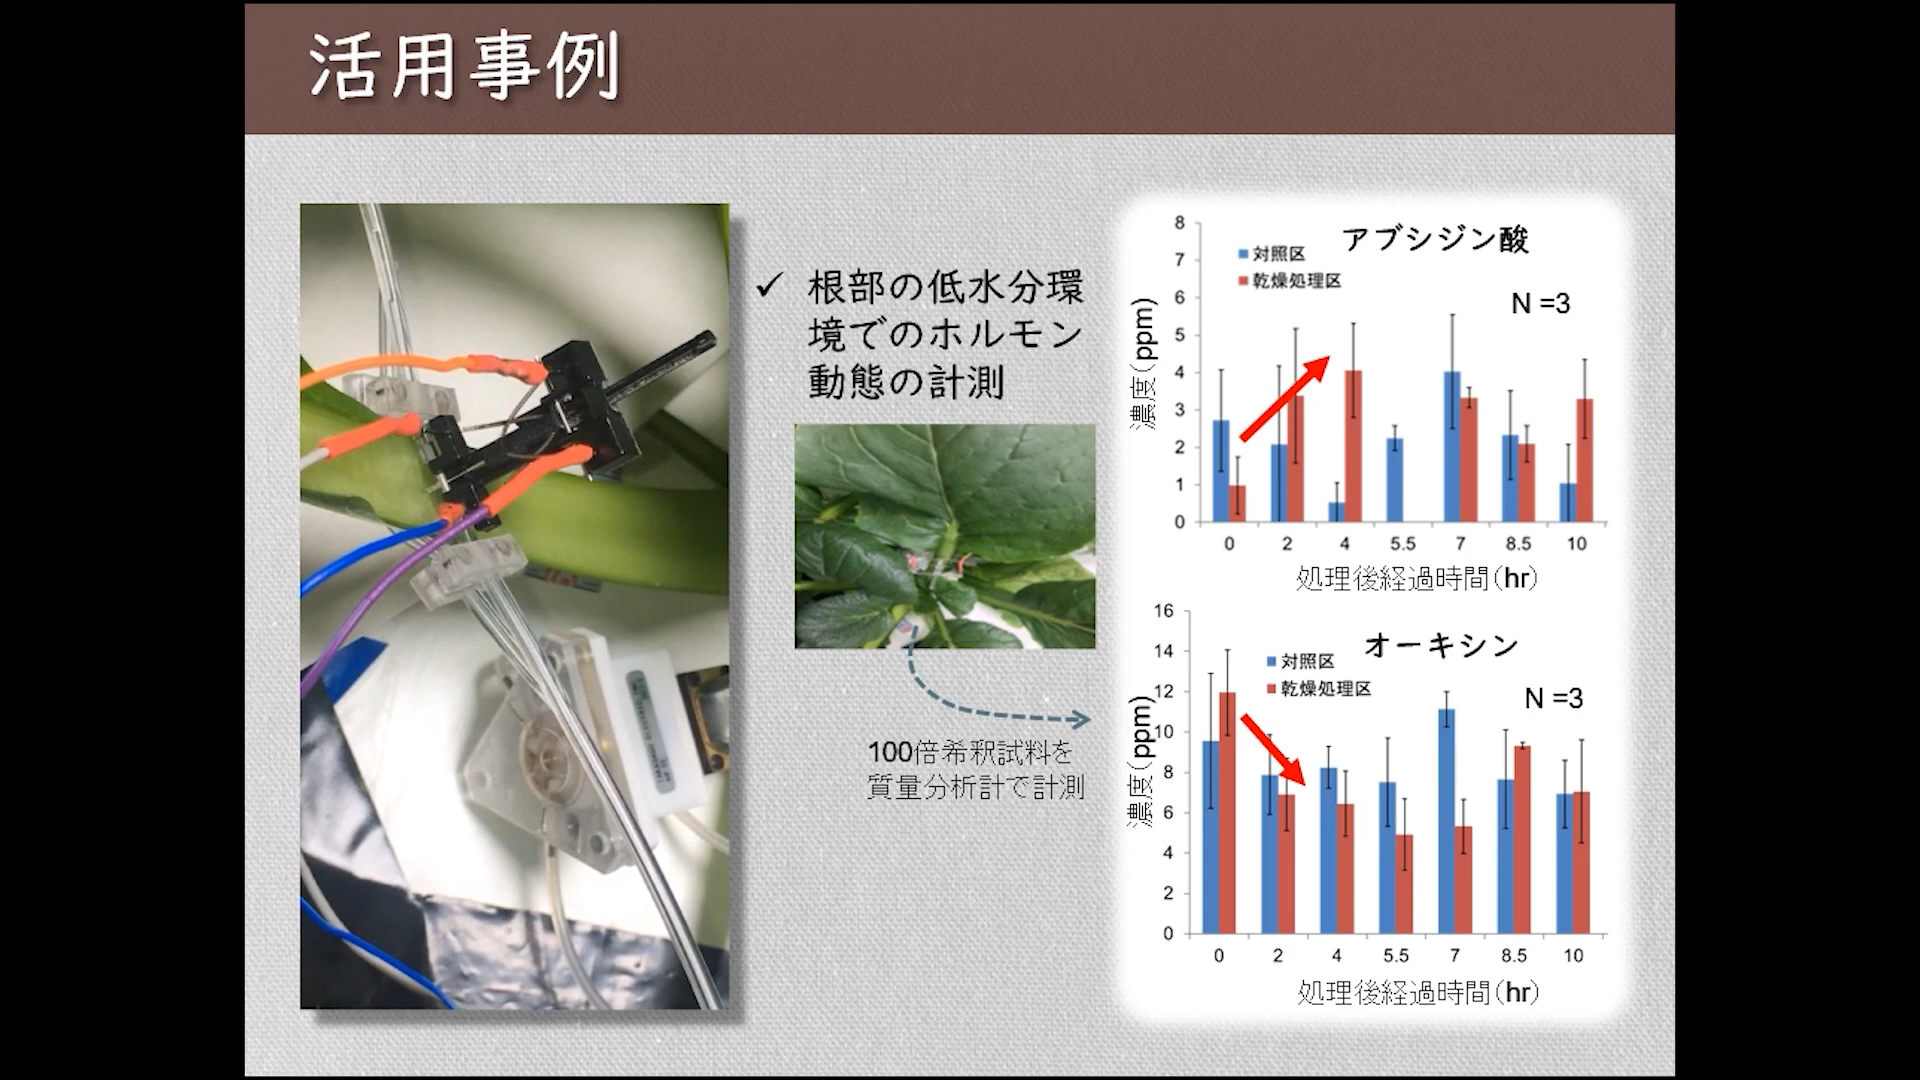 活用事例
✓ 根部の低水分環
境でのホルモン
動態の計測
100倍希釈試料を
質量分析計で計測
アブシジン酸
対照区
乾燥処理区
N =3
濃度(ppm)
8
7
6
5
4
3
2
1
0
0 2 4 5.5 7 8.5 10
処理後経過時間(hr)
オーキシン
対照区
乾燥処理区
N =3
濃度(ppm)
16
14
12
10
8
6
4
2
0
0 2 4 5.5 7 8.5 10
処理後経過時間(hr)